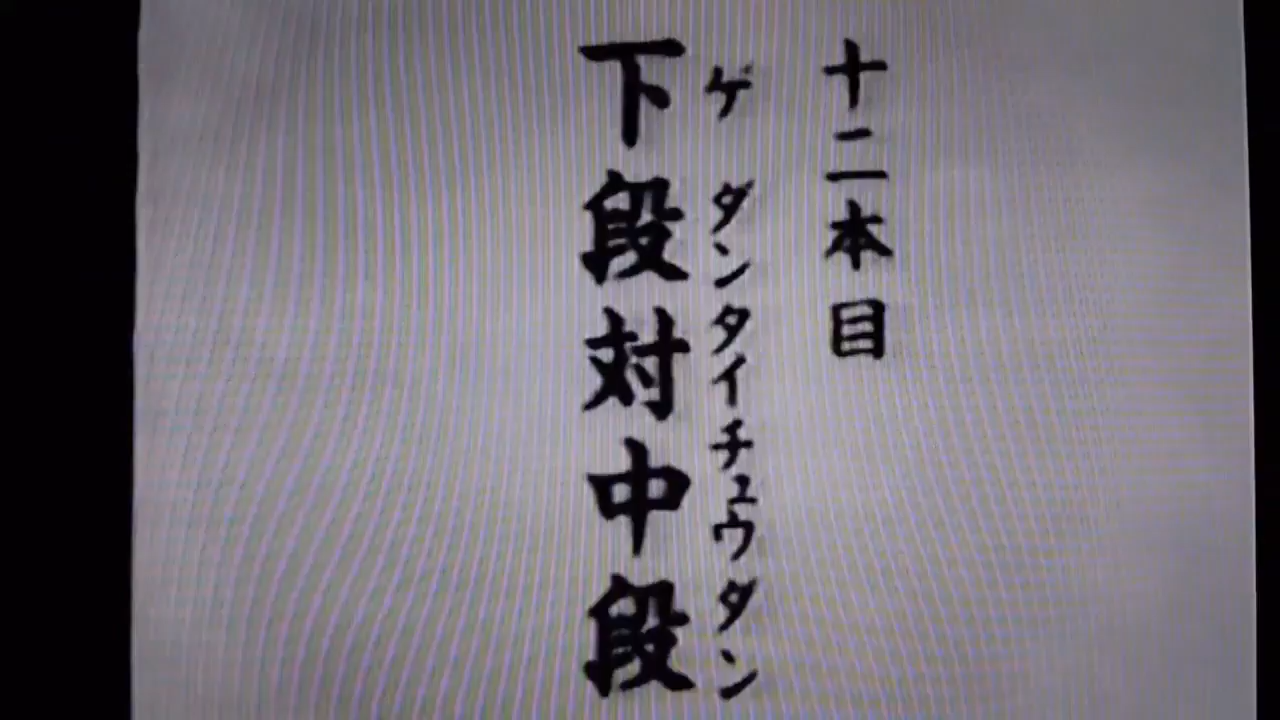 十二本目
ゲダンタイチュウダン
下段対中段